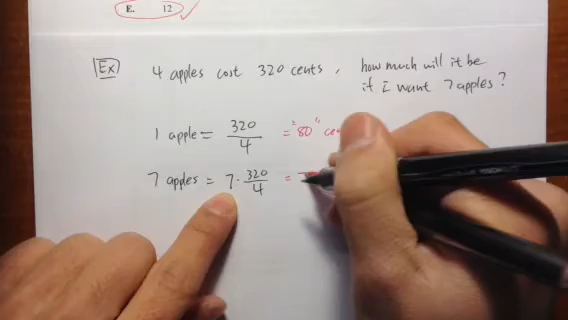 E. 12
Ex 4 apples cost 320 cents, how much will it be
if I want 7 apples?
1 apple = 320/4 = "80"
7 apples = 7 · 320/4 =